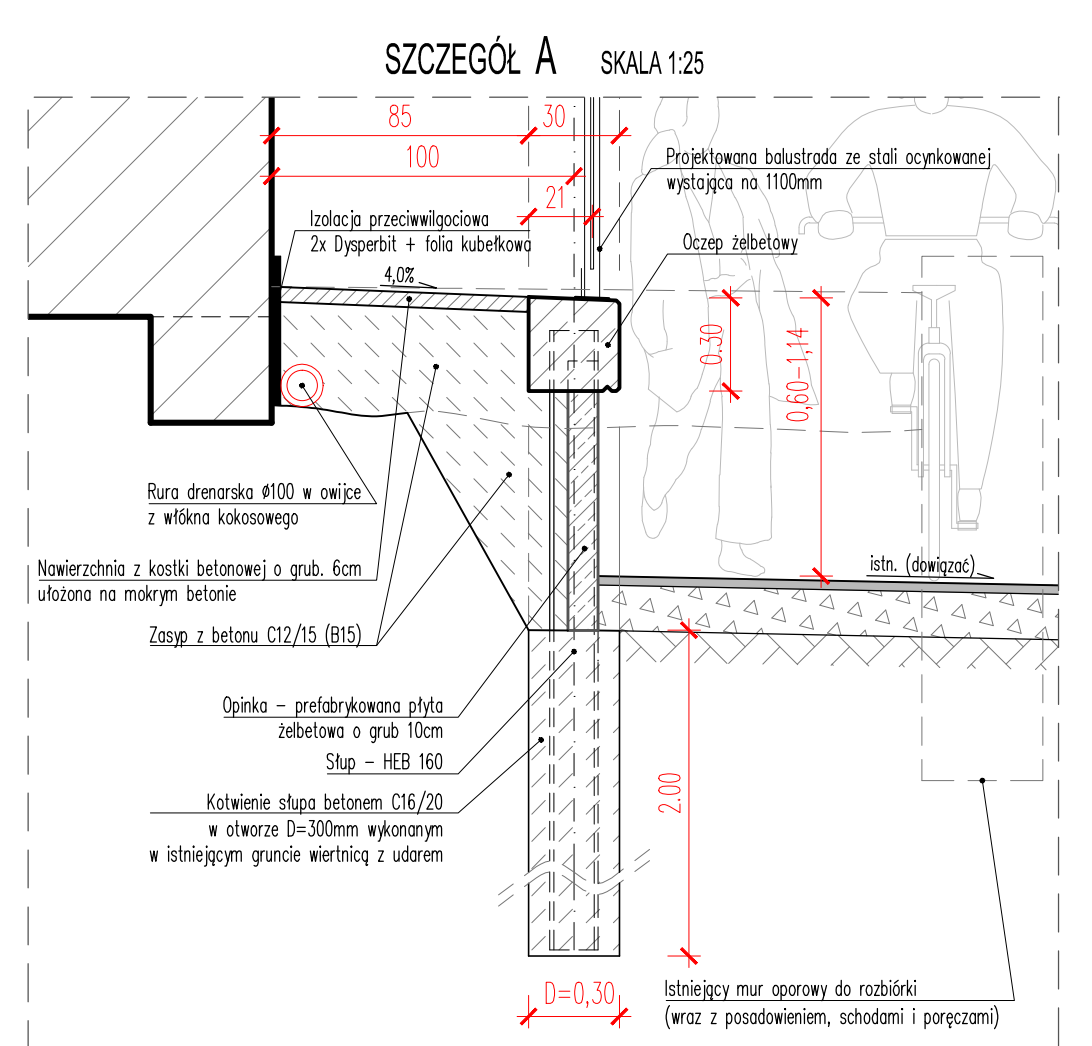 SZCZEGÓŁ A SKALA 1:25
85
30
100
21
Projektowana balustrada ze stali ocynkowanej
wystająca na 1100mm
Izolacja przeciwwilgociowa
2x Dysperbit + folia kubełkowa
Oczep żelbetowy
4,0%
0.30
0,60-1,14
Rura drenarska ø100 w owijce
z włókna kokosowego
istn. (dowiązać)
Nawierzchnia z kostki betonowej o grub. 6cm
ułożona na mokrym betonie
Zasyp z betonu C12/15 (B15)
Opinka – prefabrykowana płyta
żelbetowa o grub 10cm
Słup – HEB 160
2.00
Kotwienie słupa betonem C16/20
w otworze D=300mm wykonanym
w istniejącym gruncie wiertnicą z udarem
D=0,30
Istniejący mur oporowy do rozbiórki
(wraz z posadowieniem, schodami i poręczami)